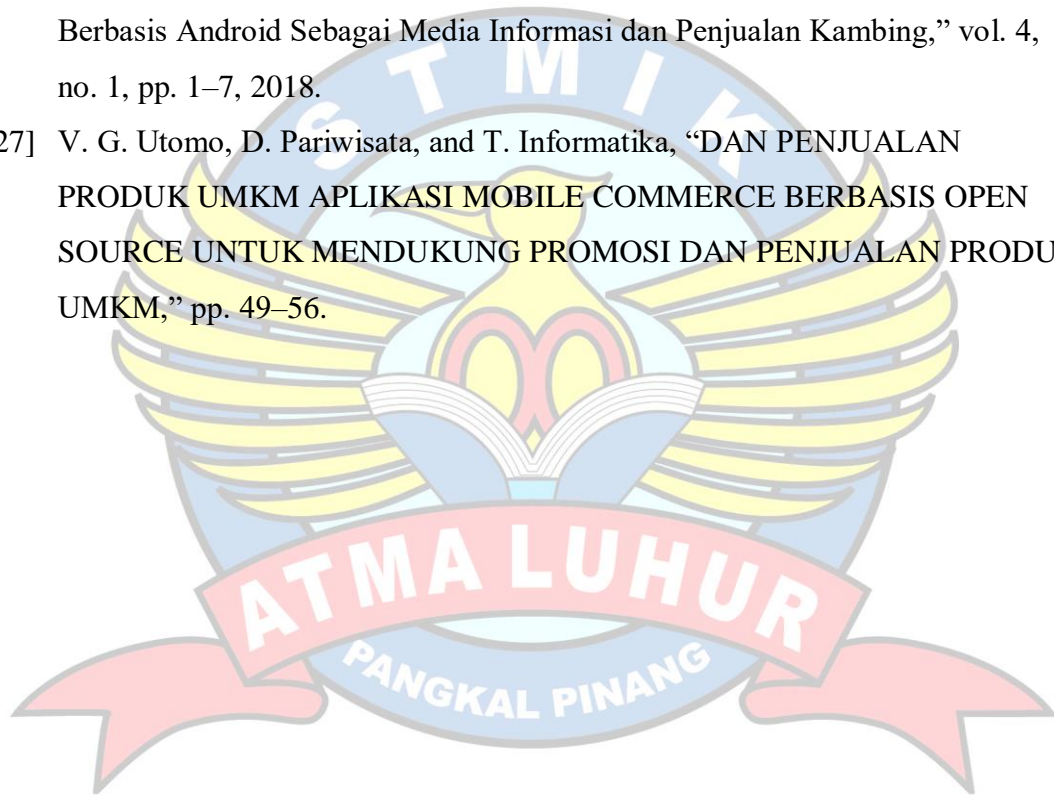 Berbasis Android Sebagai Media Informasi dan Penjualan Kambing,” vol. 4,
no. 1, pp. 1–7, 2018.
27] V. G. Utomo, D. Pariwisata, and T. Informatika, “DAN PENJUALAN
PRODUK UMKM APLIKASI MOBILE COMMERCE BERBASIS OPEN
SOURCE UNTUK MENDUKUNG PROMOSI DAN PENJUALAN PRODU
UMKM,” pp. 49–56.
STMIK
ATMA LUHUR
PANGKAL PINANG